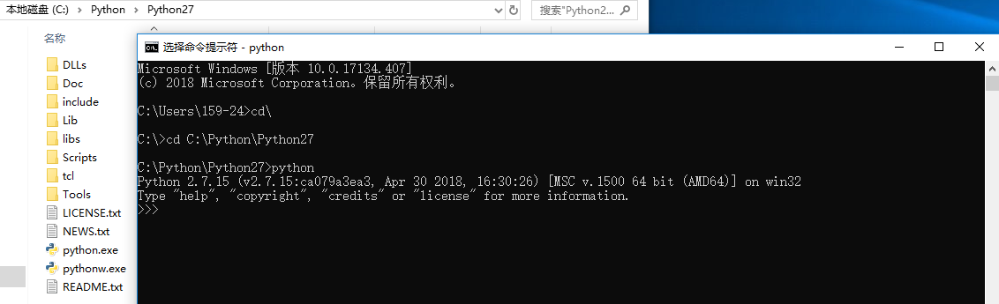 本地磁盘 (C:) › Python › Python27
搜索"Python2...
名称
DLLs
Doc
include
Lib
libs
Scripts
tcl
Tools
LICENSE.txt
NEWS.txt
python.exe
pythonw.exe
README.txt
选择命令提示符 - python
Microsoft Windows [版本 10.0.17134.407]
(c) 2018 Microsoft Corporation。保留所有权利。
C:\Users\159-24>cd\
C:\>cd C:\Python\Python27
C:\Python\Python27>python
Python 2.7.15 (v2.7.15:ca079a3ea3, Apr 30 2018, 16:30:26) [MSC v.1500 64 bit (AMD64)] on win32
Type "help", "copyright", "credits" or "license" for more information.
>>>